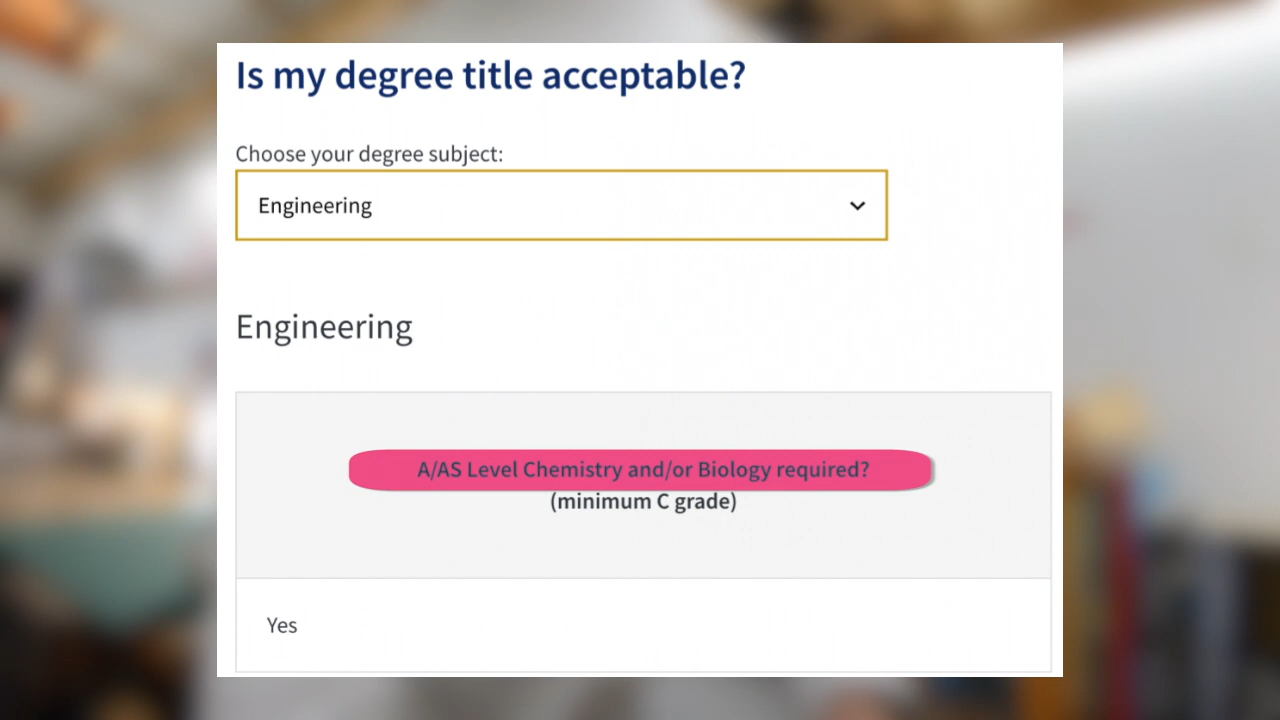 Is my degree title acceptable?
Choose your degree subject:
Engineering
Engineering
A/AS Level Chemistry and/or Biology required?
(minimum C grade)
Yes